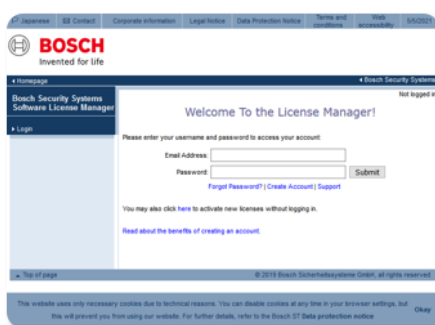 Japanese Contact Corporate information Legal Notice Data Protection Notice Terms and conditions Web accessibility 5/5/2021
BOSCH
Invented for life
Homepage Bosch Security Systems
Not logged in
Bosch Security Systems
Software License Manager
Login
Welcome To the License Manager!
Please enter your username and password to access your account:
Email Address:
Password: Submit
Forgot Password? | Create Account | Support
You may also click here to activate new licenses without logging in.
Read about the benefits of creating an account.
Top of page © 2019 Bosch Sicherheitssysteme GmbH, all rights reserved
This website uses only necessary cookies due to technical reasons. You can disable cookies at any time in your browser settings, but
this will prevent you from using our website. For further details, refer to the Bosch ST Data protection notice
Okay